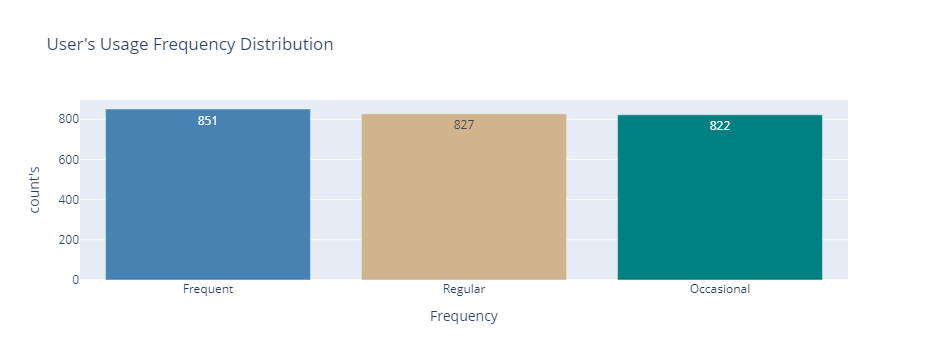 User's Usage Frequency Distribution
count's
800
600
400
200
0
851
827
822
Frequent
Regular
Occasional
Frequency